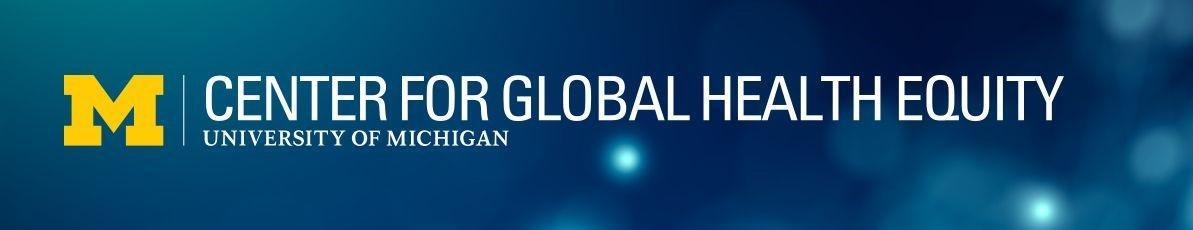 M
CENTER FOR GLOBAL HEALTH EQUITY
UNIVERSITY OF MICHIGAN